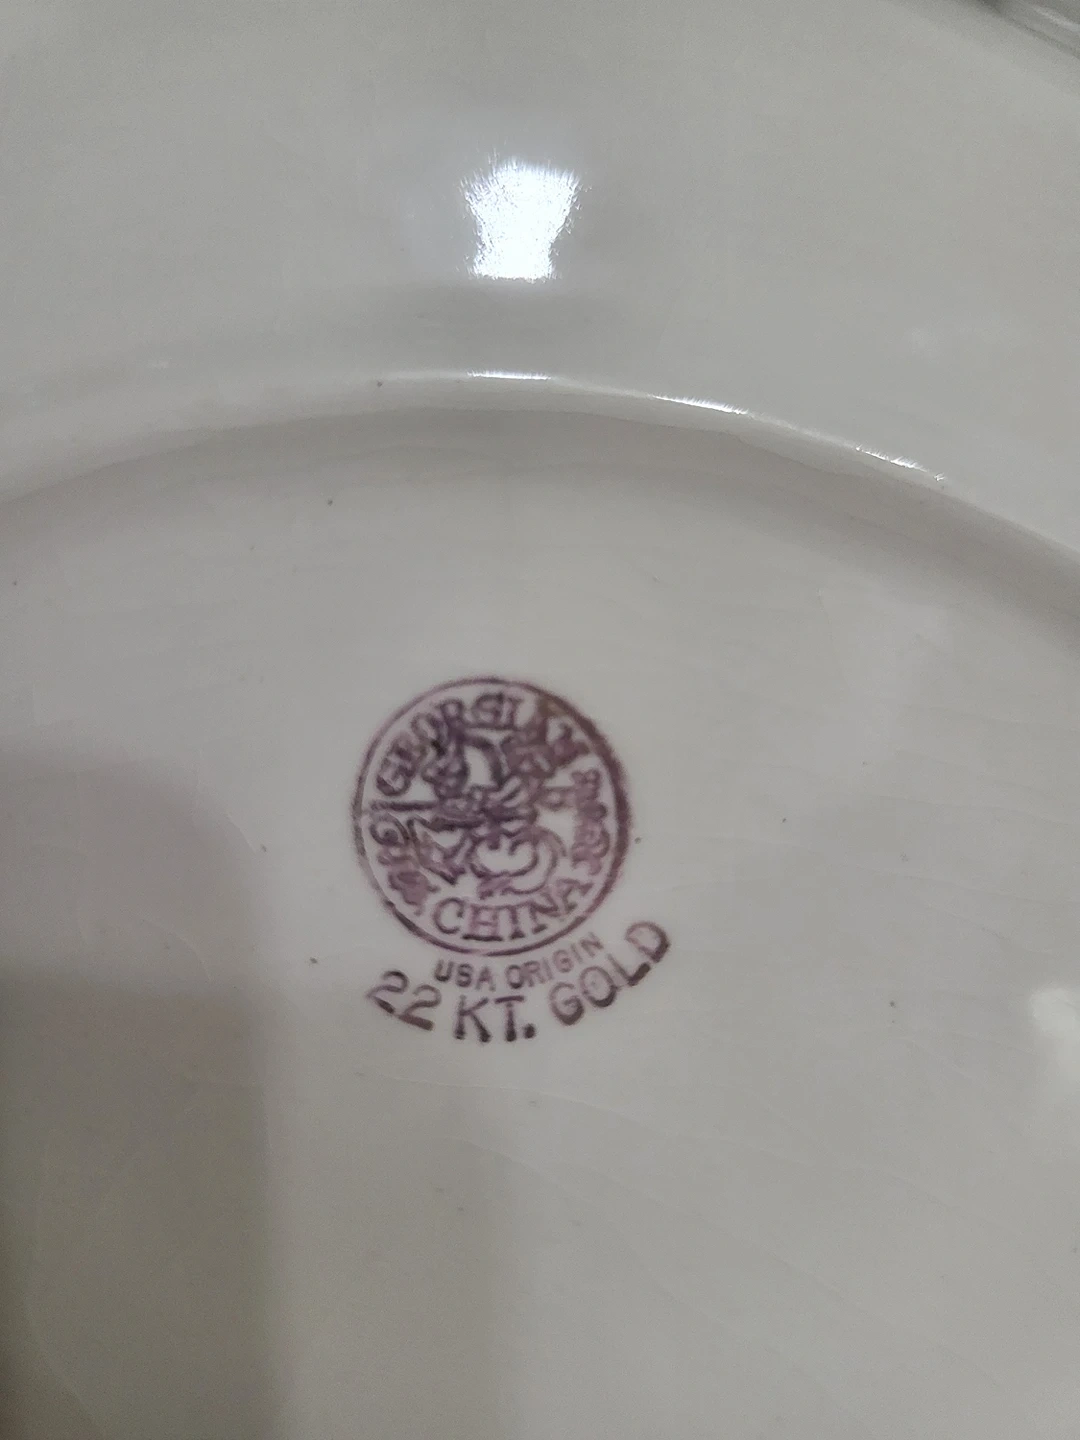 GEORGIAN
CHINA
USA ORIGIN
22 KT. GOLD